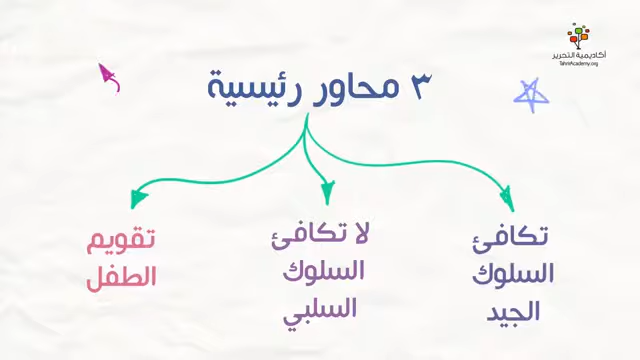 أكاديمية التحرير
TahrirAcademy.org
٣ محاور رئيسية
تكافئ
السلوك
الجيد
لا تكافئ
السلوك
السلبي
تقويم
الطفل